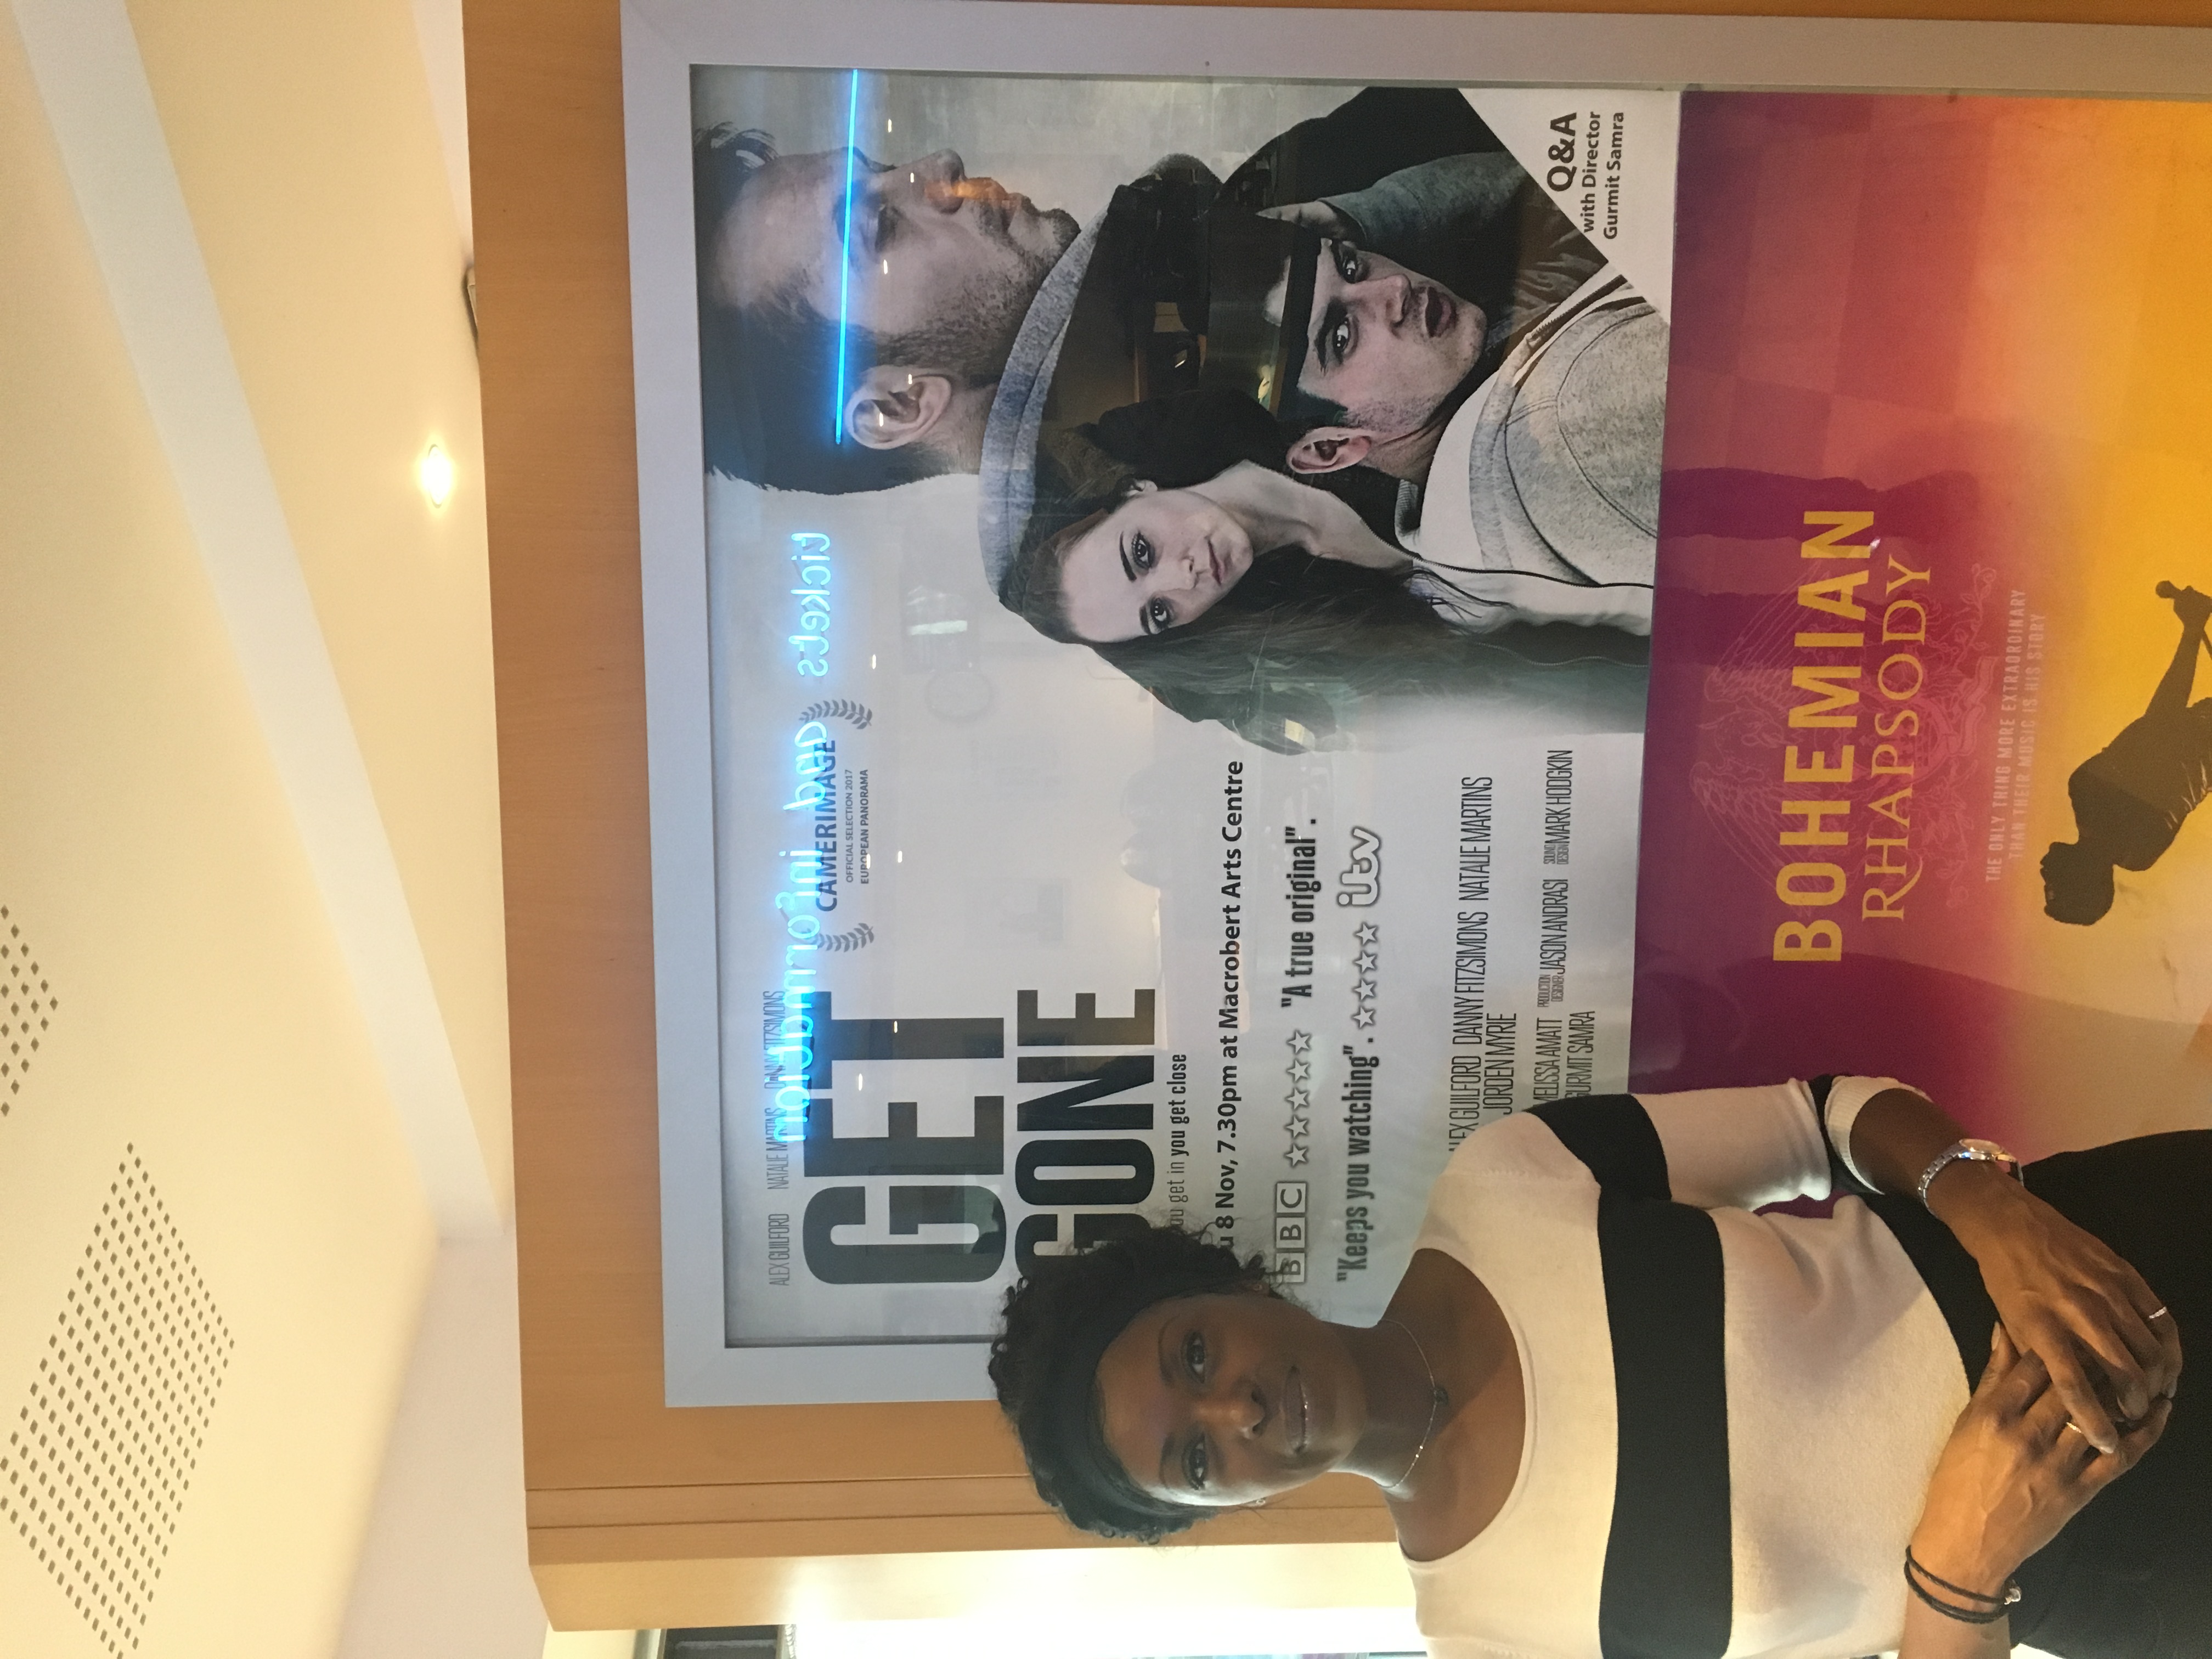 ALEX GUILFORD NATALIE MARTINS DANNY FITZSIMONS
tickets and information
GET
GONE
CAMERIMAGE
OFFICIAL SELECTION 2017
EUROPEAN PANORAMA
get in you get close
8 Nov, 7.30pm at Macrobert Arts Centre
BBC "A true original".
"Keeps you watching". itv
ALEX GUILFORD DANNY FITZSIMONS NATALIE MARTINS
JORDEN MYRIE
MELISSA AMATT PRODUCTION DESIGNER JASON ANDRASI SOUND DESIGN MARK HODGKIN
GURMIT SAMRA
Q&A
with Director
Gurmit Samra
BOHEMIAN
RHAPSODY
THE ONLY THING MORE EXTRAORDINARY
THAN THEIR MUSIC IS HIS STORY